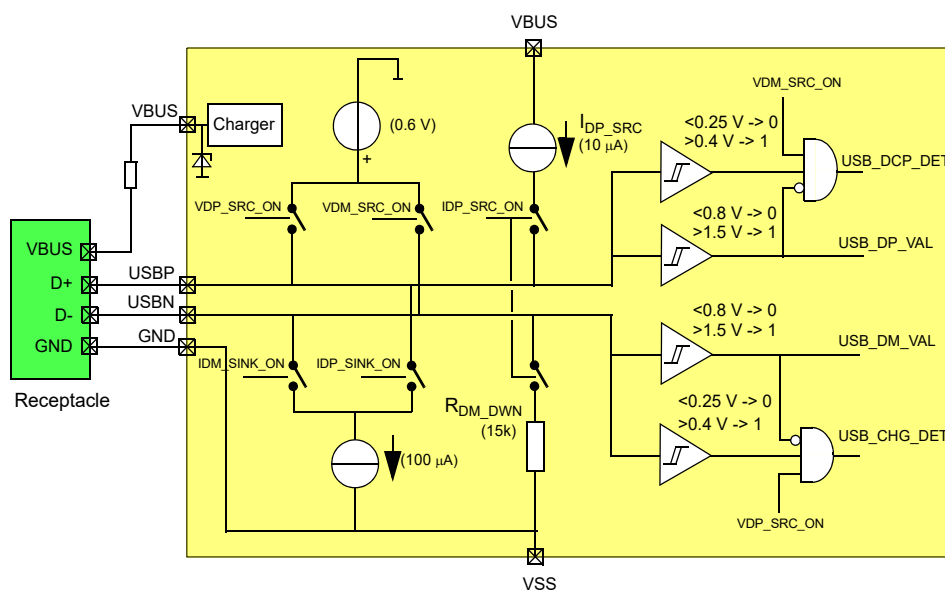 VBUS
VDM_SRC_ON
VBUS
Charger
(0.6 V)
+
IDP_SRC
(10 µA)
<0.25 V -> 0
>0.4 V -> 1
USB_DCP_DET
VDP_SRC_ON
VDM_SRC_ON
IDP_SRC_ON
<0.8 V -> 0
>1.5 V -> 1
USB_DP_VAL
VBUS
D+
USBP
D-
USBN
GND
GND
<0.8 V -> 0
>1.5 V -> 1
USB_DM_VAL
IDM_SINK_ON
IDP_SINK_ON
Receptacle
RDM_DWN
(15k)
<0.25 V -> 0
>0.4 V -> 1
USB_CHG_DET
(100 µA)
VDP_SRC_ON
VSS